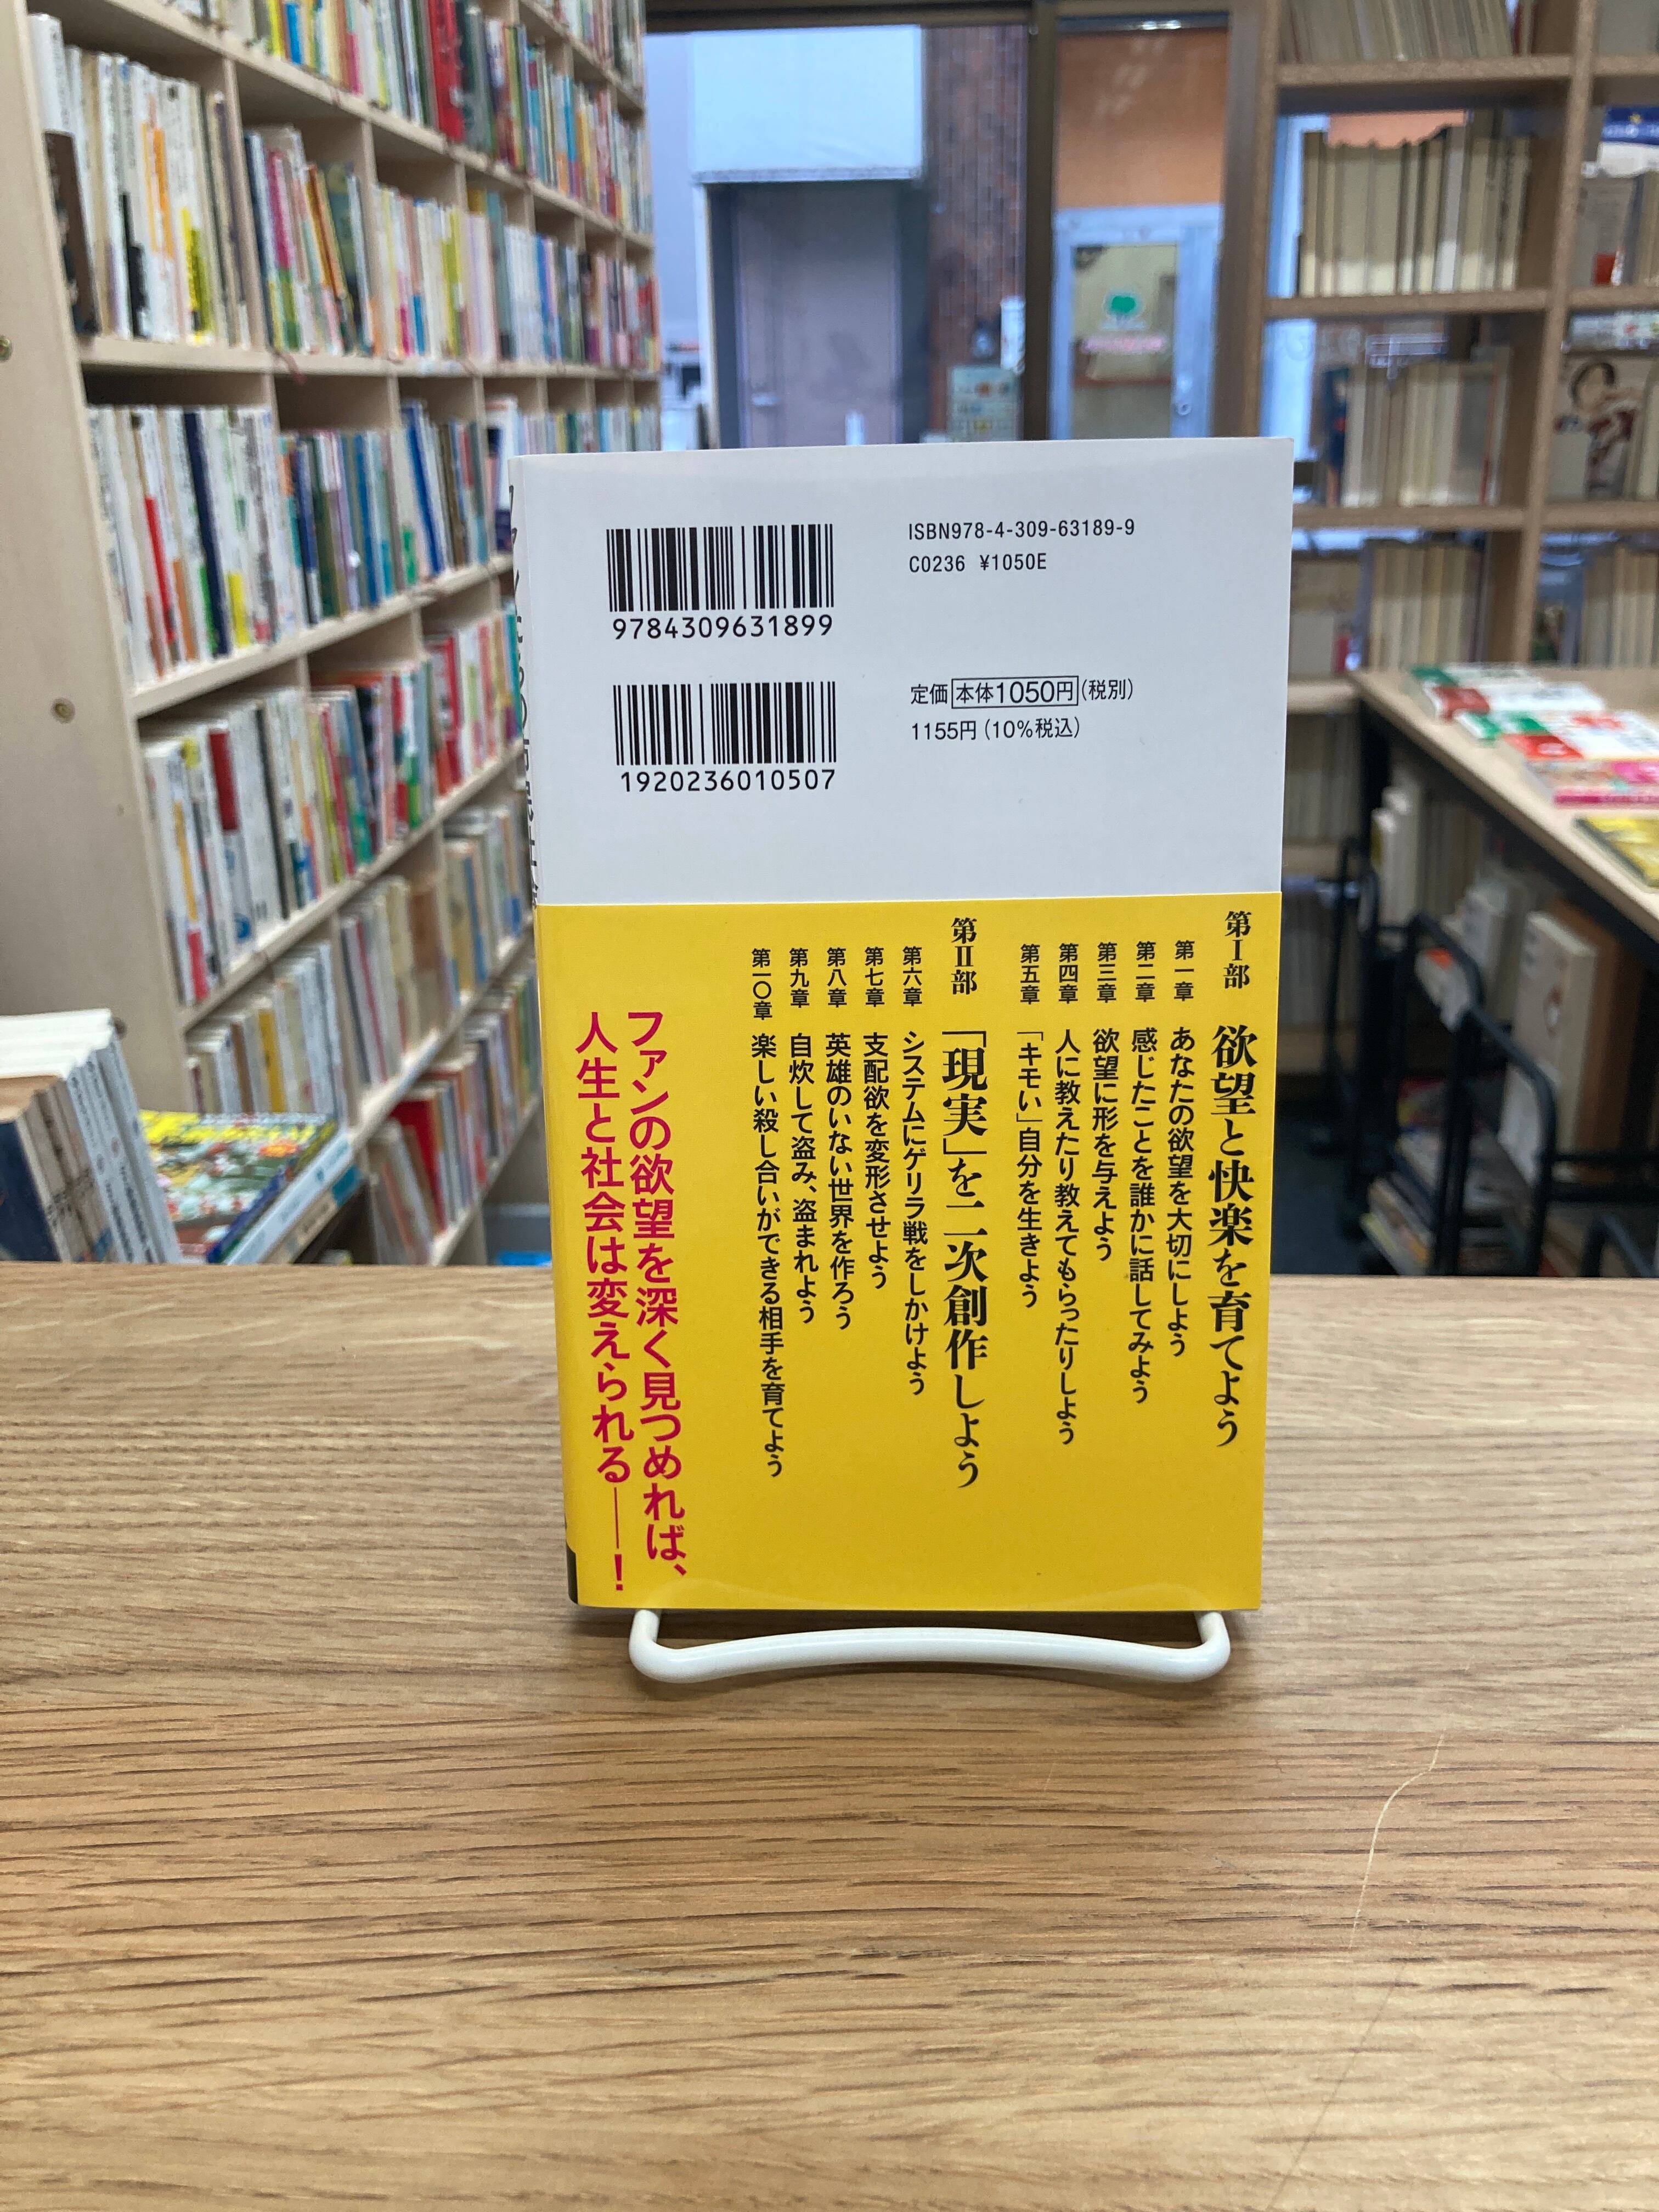 9784309631899
ISBN978-4-309-63189-9
C0236 ¥1050E
1920236010507
定価 本体1050円(税別)
1155円(10%税込)
第Ⅰ部 欲望と快楽を育てよう
第一章 あなたの欲望を大切にしよう
第二章 感じたことを誰かに話してみよう
第三章 欲望に形を与えよう
第四章 人に教えたり教えてもらったりしよう
第五章 「キモい」自分を生きよう
第Ⅱ部 「現実」を二次創作しよう
第六章 システムにゲリラ戦をしかけよう
第七章 支配欲を変形させよう
第八章 英雄のいない世界を作ろう
第九章 自炊して盗み、盗まれよう
第一〇章 楽しい殺し合いができる相手を育てよう
ファンの欲望を深く見つめれば、
人生と社会は変えられる──!